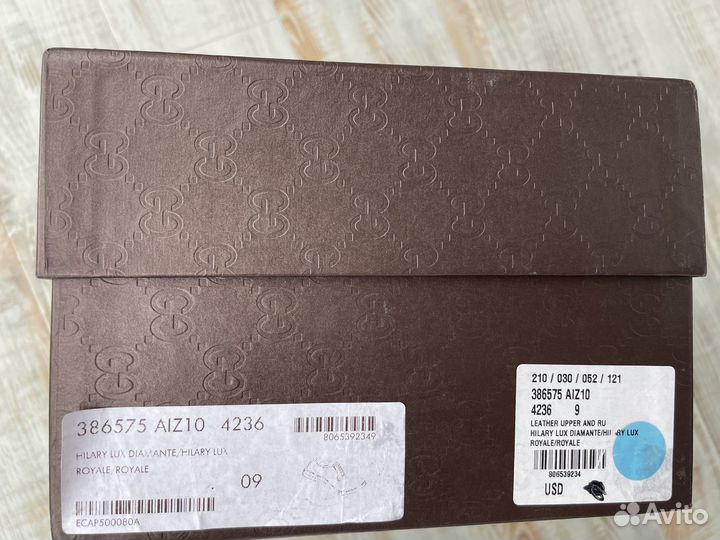 386575 AIZ10 4236
8065392349
HILARY LUX DIAMANTE/HILARY LUX
ROYALE/ROYALE
09
ECAP500080A
210 / 030 / 052 / 121
386575 AIZ10
4236 9
LEATHER UPPER AND RU
HILARY LUX DIAMANTE/HILARY LUX
ROYALE/ROYALE
806539234
USD
Avito